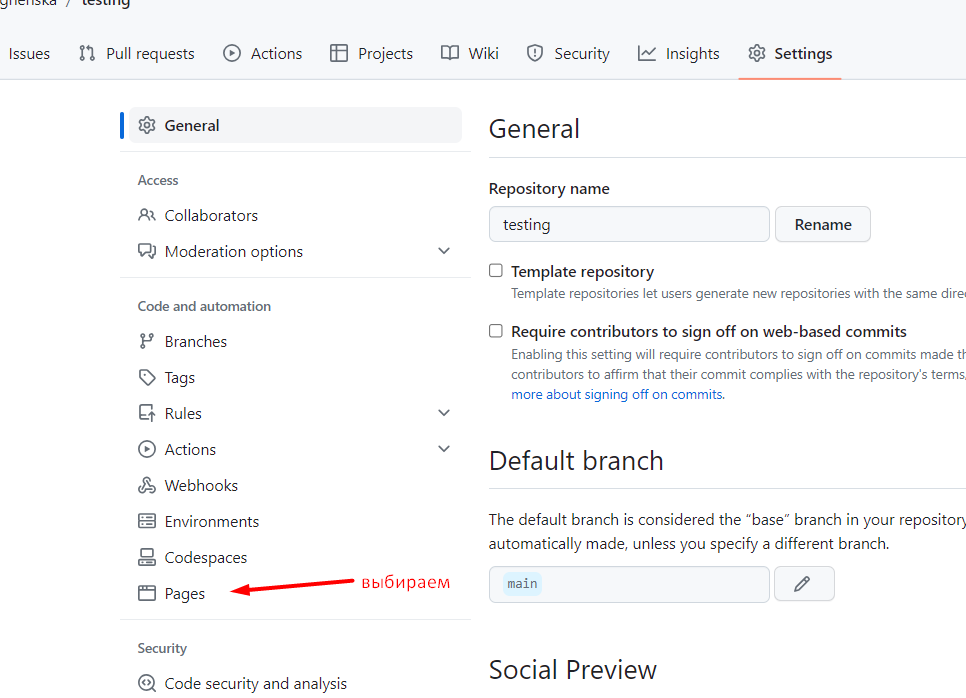 / testing
Issues Pull requests Actions Projects Wiki Security Insights Settings
General
Access
Collaborators
Moderation options
Code and automation
Branches
Tags
Rules
Actions
Webhooks
Environments
Codespaces
Pages
выбираем
Security
Code security and analysis
General
Repository name
testing Rename
Template repository
Template repositories let users generate new repositories with the same
Require contributors to sign off on web-based commits
Enabling this setting will require contributors to sign off on commits made
contributors to affirm that their commit complies with the repository's terms,
more about signing off on commits.
Default branch
The default branch is considered the “base” branch in your repository
automatically made, unless you specify a different branch.
main
Social Preview